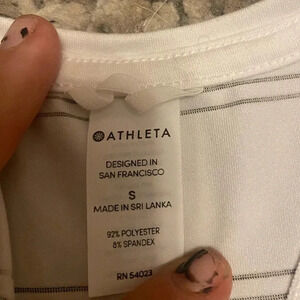 ATHLETA
DESIGNED IN
SAN FRANCISCO
S
MADE IN SRI LANKA
92% POLYESTER
8% SPANDEX
RN 54023